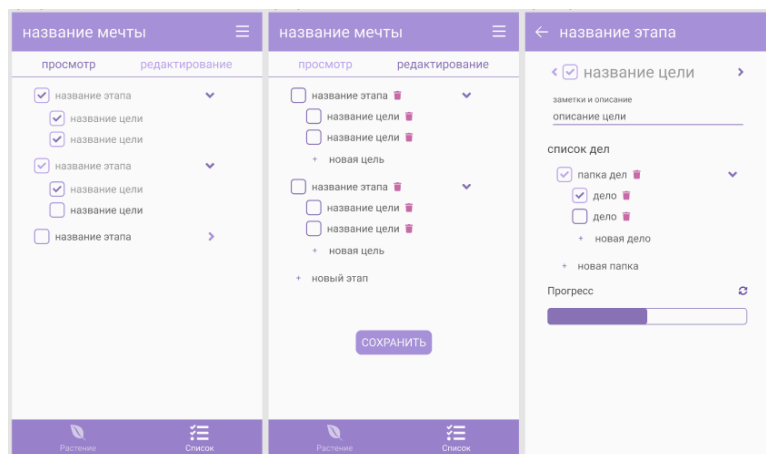 название мечты
просмотр редактирование
название этапа
название цели
название цели
название этапа
название цели
название цели
название этапа
Растение Список
название мечты
просмотр редактирование
название этапа
название цели
название цели
+ новая цель
название этапа
название цели
название цели
+ новая цель
+ новый этап
СОХРАНИТЬ
Растение Список
название этапа
название цели
заметки и описание
описание цели
список дел
папка дел
дело
дело
+ новая дело
+ новая папка
Прогресс